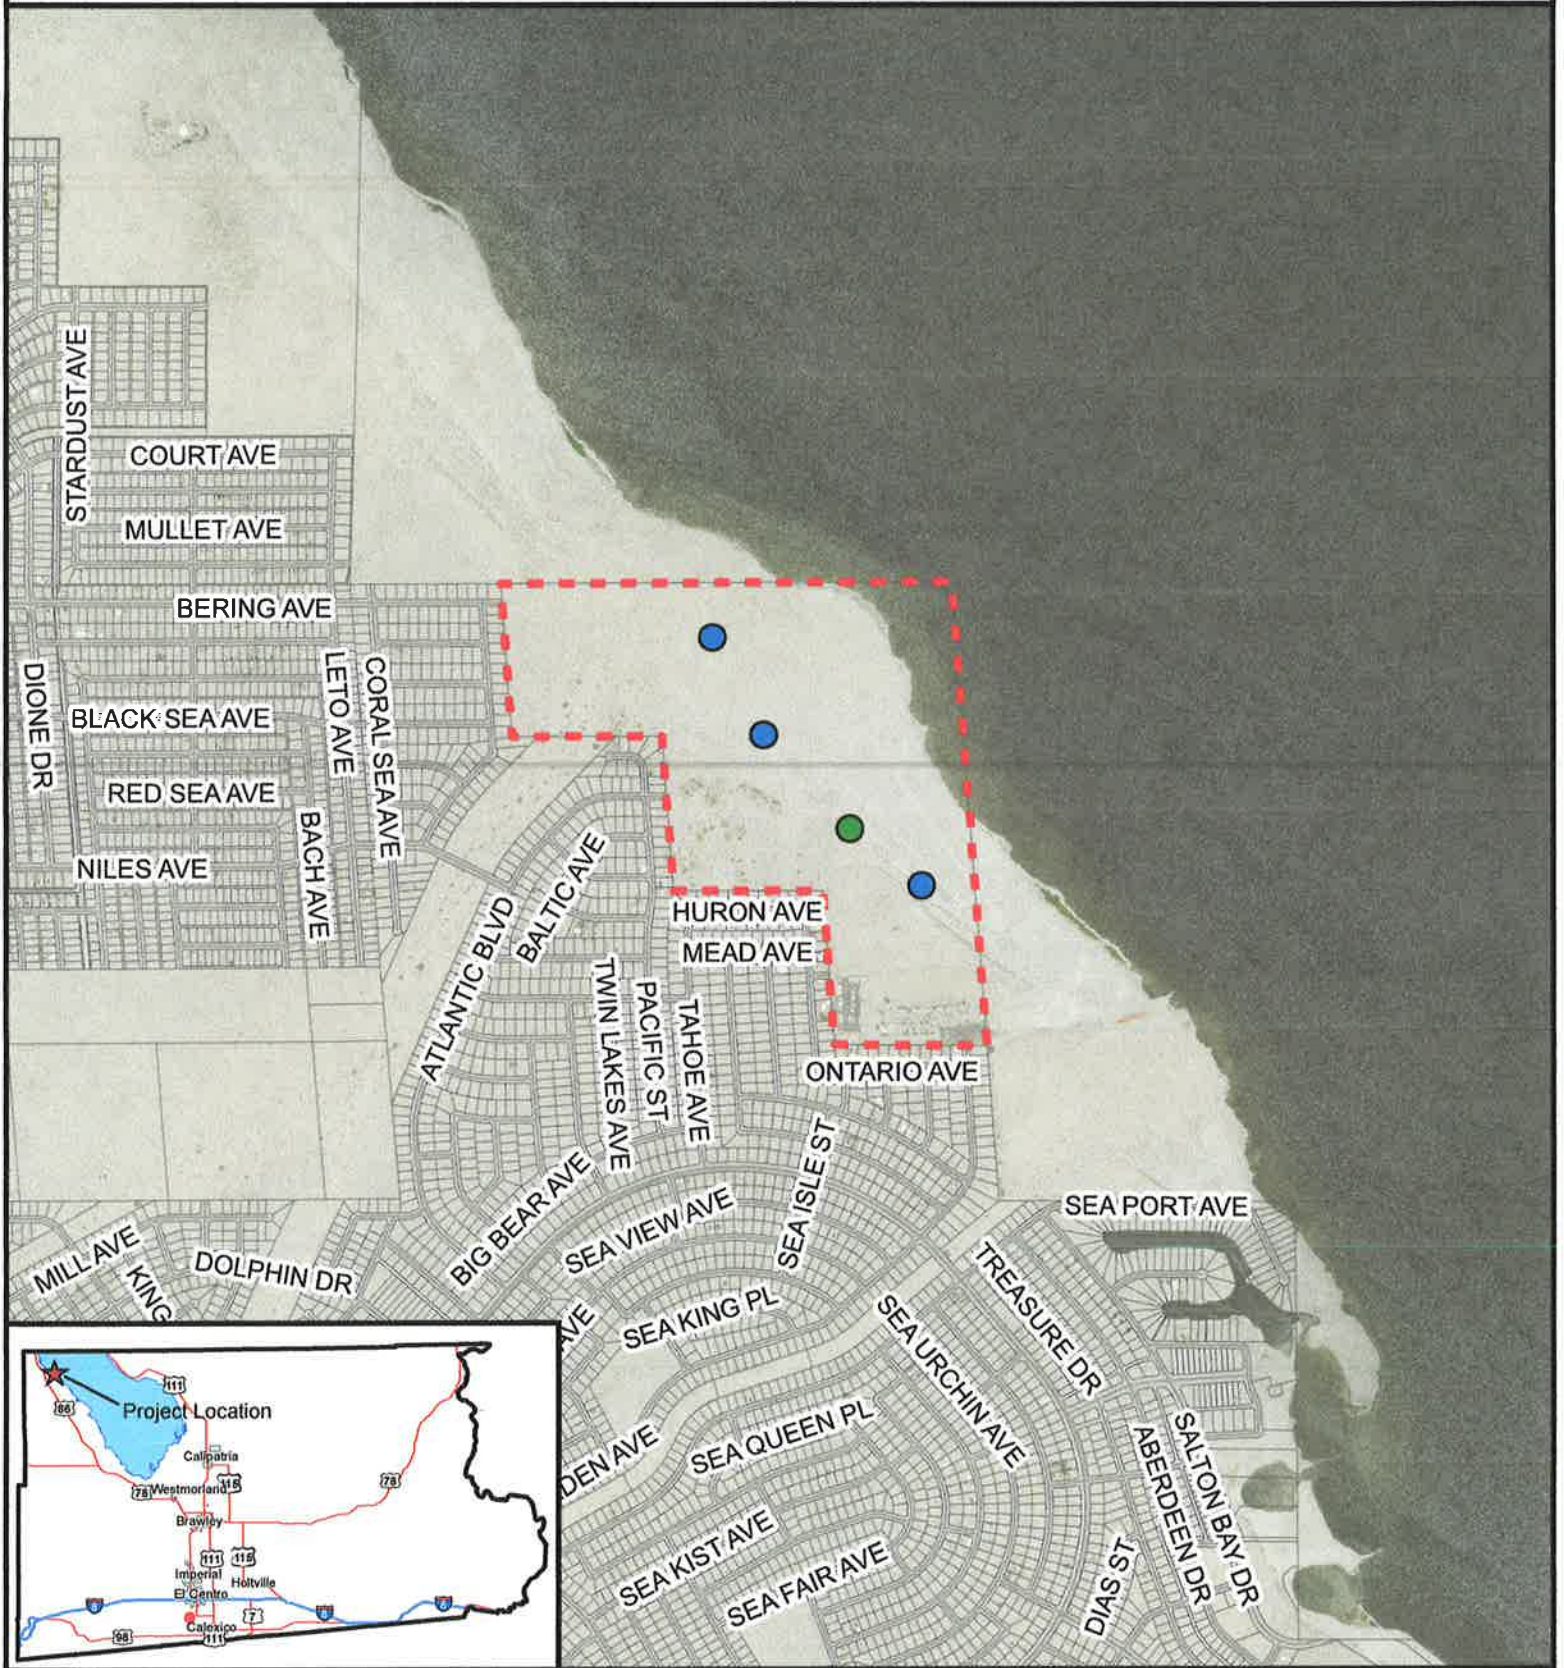 STARDUST AVE
COURT AVE
MULLET AVE
BERING AVE
DIONE DR
LETO AVE
CORAL SEA AVE
BLACK SEA AVE
RED SEA AVE
BACH AVE
NILES AVE
BALTIC AVE
ATLANTIC BLVD
HURON AVE
MEAD AVE
TWIN LAKES AVE
PACIFIC ST
TAHOE AVE
ONTARIO AVE
SEA ISLE ST
BIG BEAR AVE
SEA VIEW AVE
SEA PORT AVE
MILL AVE
KING
DOLPHIN DR
AVE
SEA KING PL
TREASURE DR
SEA URCHIN AVE
SEA QUEEN PL
DEN AVE
SALTON BAY DR
ABERDEEN DR
SEA KIST AVE
SEA FAIR AVE
DIAS ST
111
86
Project Location
Calipatria
78
Westmorland
115
78
Brawley
111
115
Imperial
Holtville
El Centro
8
8
8
7
Calexico
98
111